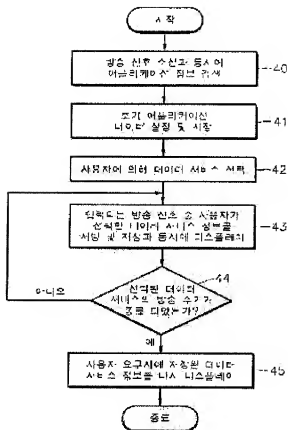 시작
방송 신호 수신과 동시에
어플리케이션 정보 검색
40
초기 어플리케이션
데이터 설정 및 저장
41
사용자에 의해 데이터 서비스 선택
42
입력되는 방송 신호 중 사용자가
선택한 데이터 서비스 정보를
저장 및 저장과 동시에 디스플레이
43
44
선택된 데이터
서비스의 방송 수신이
종료 되었는가?
아니오
예
사용자 요구시에 저장된 데이터
서비스 정보를 다시 디스플레이
45
종료